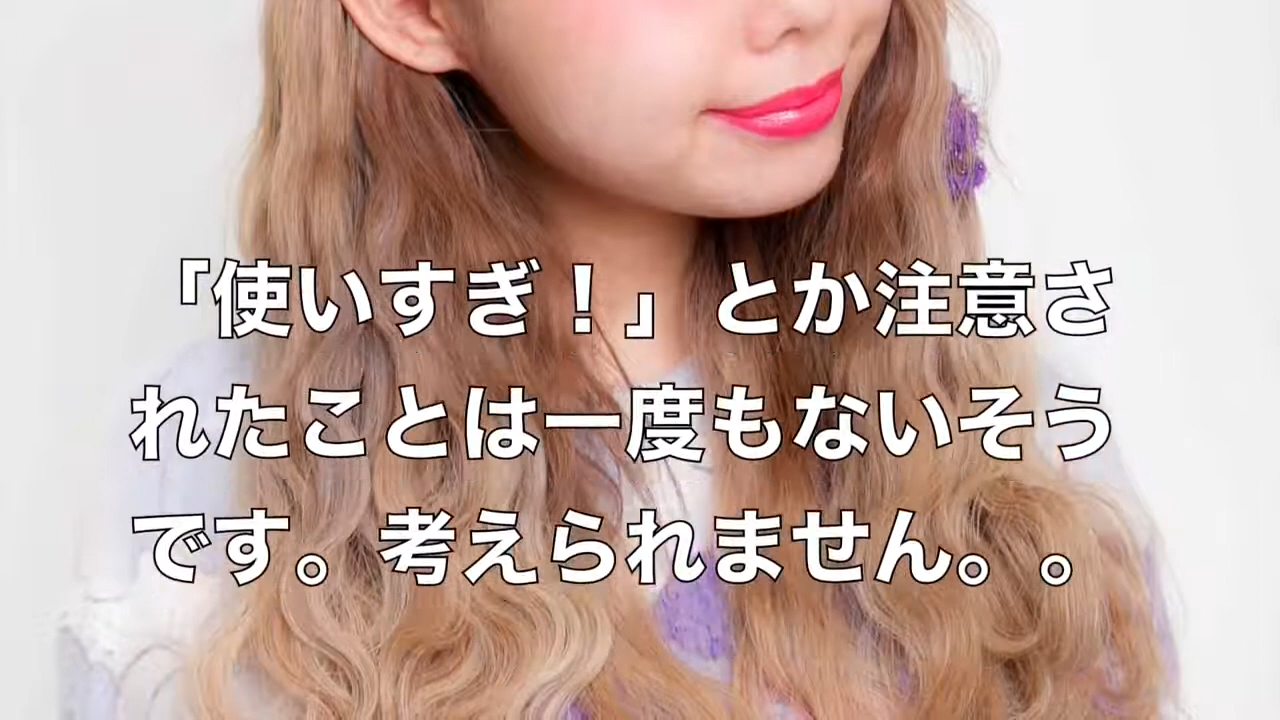 「使いすぎ！」とか注意さ
れたことは一度もないそう
です。考えられません。。